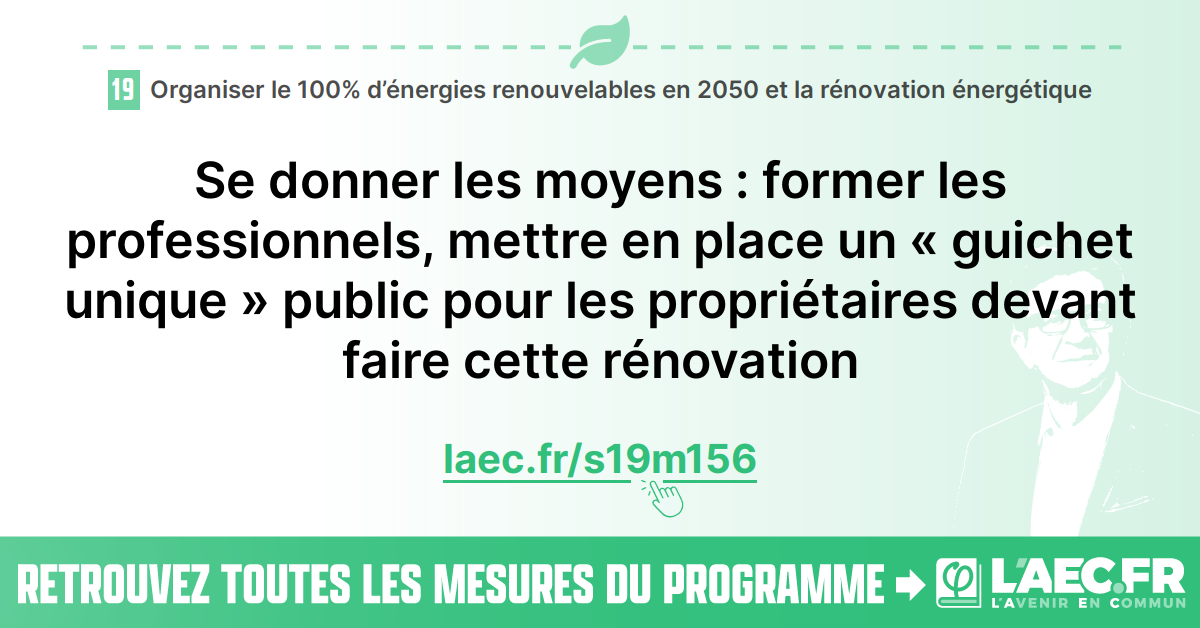 19 Organiser le 100% d’énergies renouvelables en 2050 et la rénovation énergétique
Se donner les moyens : former les
professionnels, mettre en place un « guichet
unique » public pour les propriétaires devant
faire cette rénovation
laec.fr/s19m156
RETROUVEZ TOUTES LES MESURES DU PROGRAMME
φ L'AEC.FR
L'AVENIR EN COMMUN